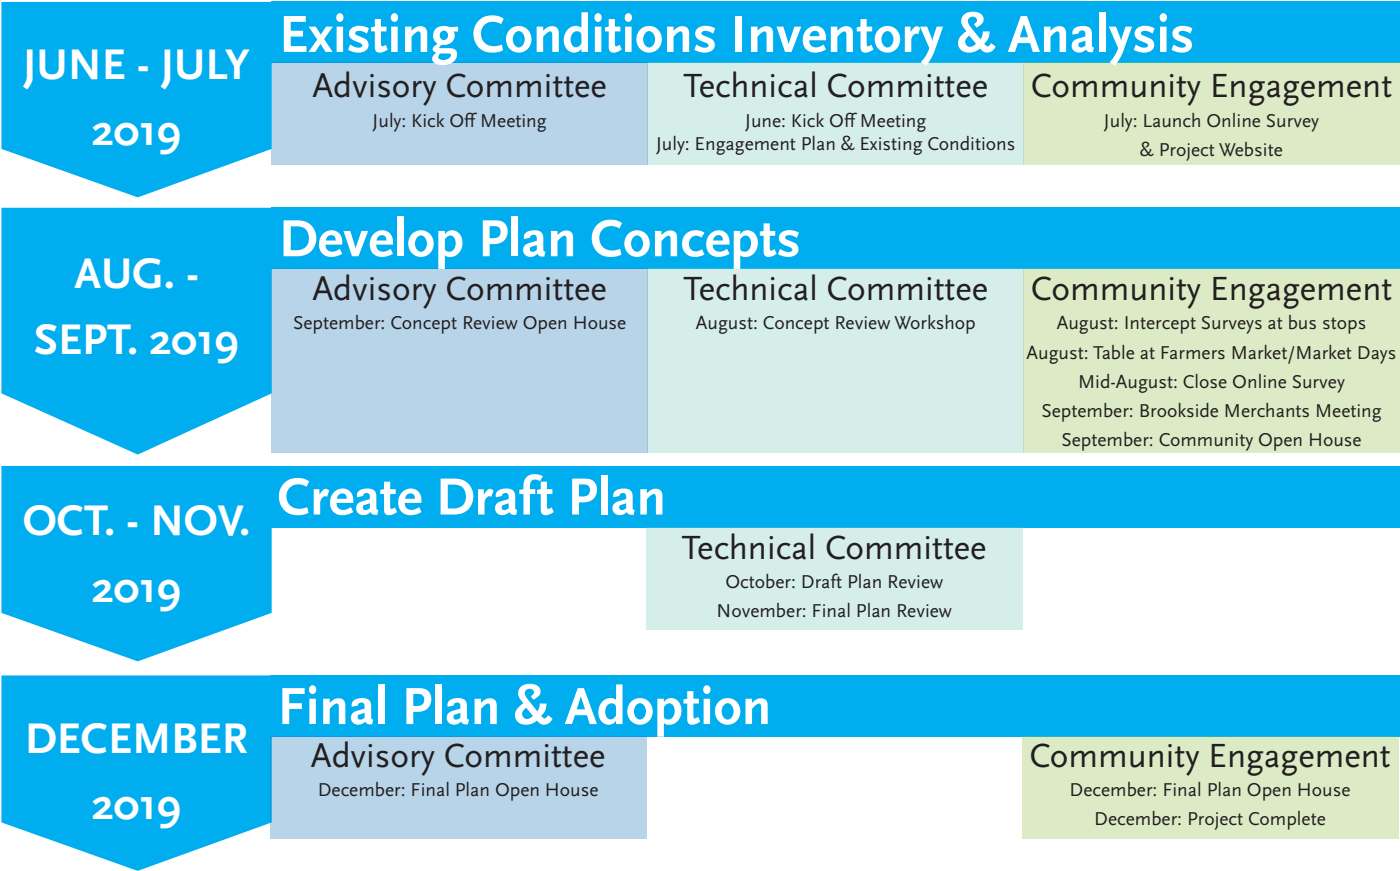 JUNE - JULY
2019
Existing Conditions Inventory & Analysis
Advisory Committee
July: Kick Off Meeting
Technical Committee
June: Kick Off Meeting
July: Engagement Plan & Existing Conditions
Community Engagement
July: Launch Online Survey
& Project Website
AUG. -
SEPT. 2019
Develop Plan Concepts
Advisory Committee
September: Concept Review Open House
Technical Committee
August: Concept Review Workshop
Community Engagement
August: Intercept Surveys at bus stops
August: Table at Farmers Market/Market Days
Mid-August: Close Online Survey
September: Brookside Merchants Meeting
September: Community Open House
OCT. - NOV.
2019
Create Draft Plan
Technical Committee
October: Draft Plan Review
November: Final Plan Review
DECEMBER
2019
Final Plan & Adoption
Advisory Committee
December: Final Plan Open House
Community Engagement
December: Final Plan Open House
December: Project Complete